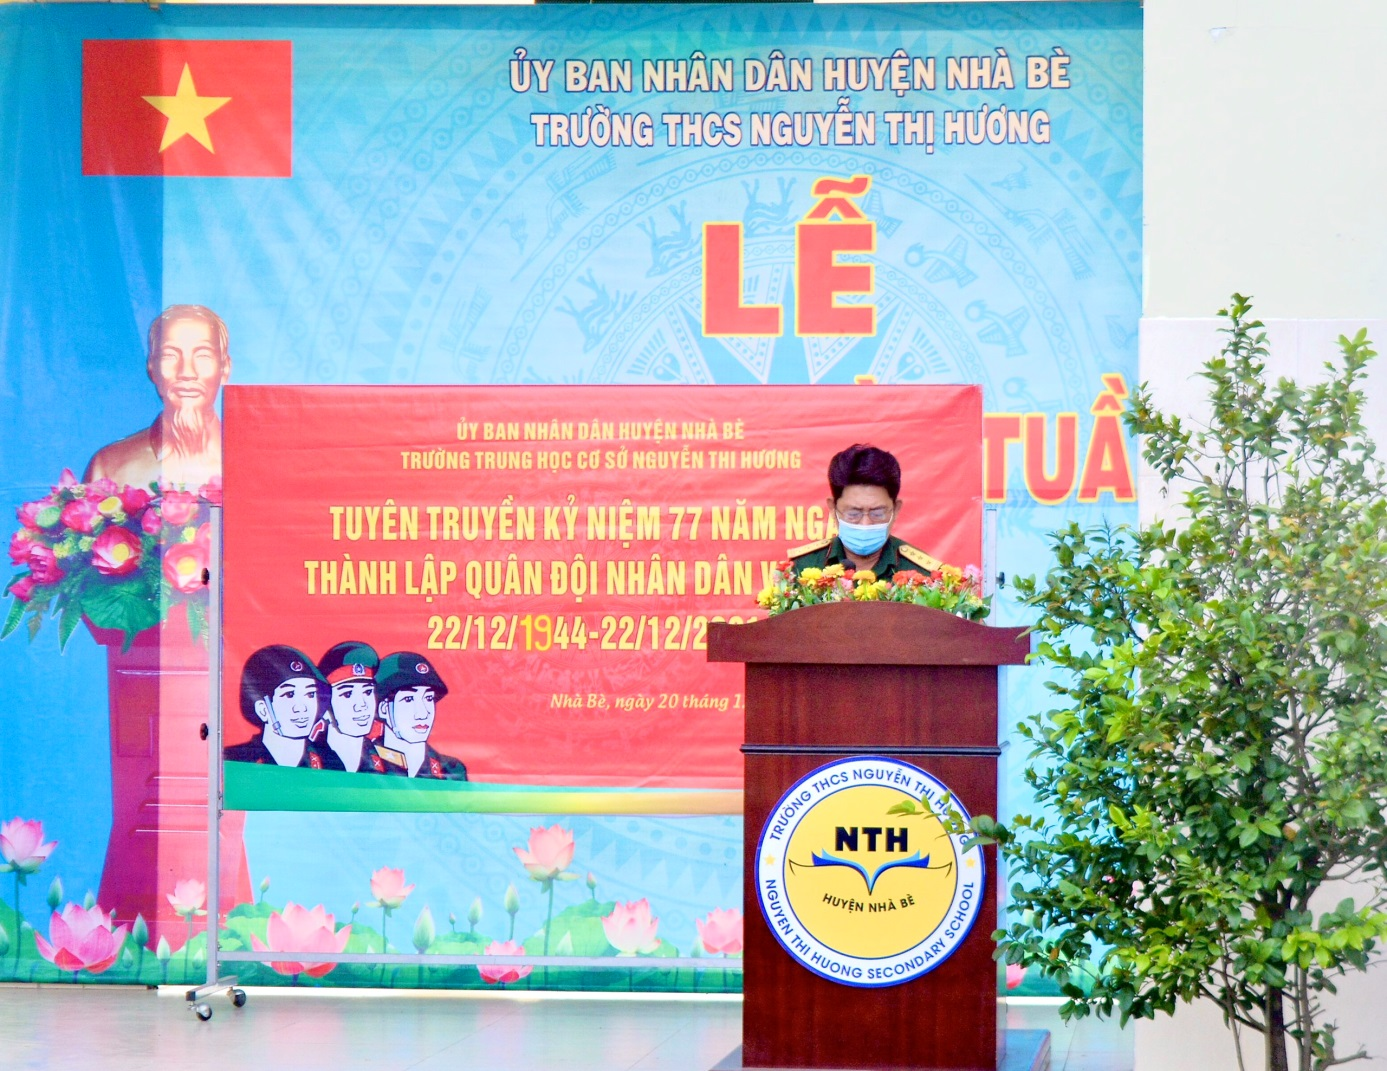 ỦY BAN NHÂN DÂN HUYỆN NHÀ BÈ
TRƯỜNG THCS NGUYỄN THỊ HƯƠNG
LỄ
TUẦ
ỦY BAN NHÂN DÂN HUYỆN NHÀ BÈ
TRƯỜNG TRUNG HỌC CƠ SỞ NGUYỄN THI HƯƠNG
TUYÊN TRUYỀN KỶ NIỆM 77 NĂM
THÀNH LẬP QUÂN ĐỘI NHÂN DÂN
22/12/1944-22/12/
Nhà Bè, ngày 20 tháng
TRƯỜNG THCS NGUYỄN THỊ HƯƠNG
NTH
HUYỆN NHÀ BÈ
NGUYEN THI HUONG SECONDARY SCHOOL